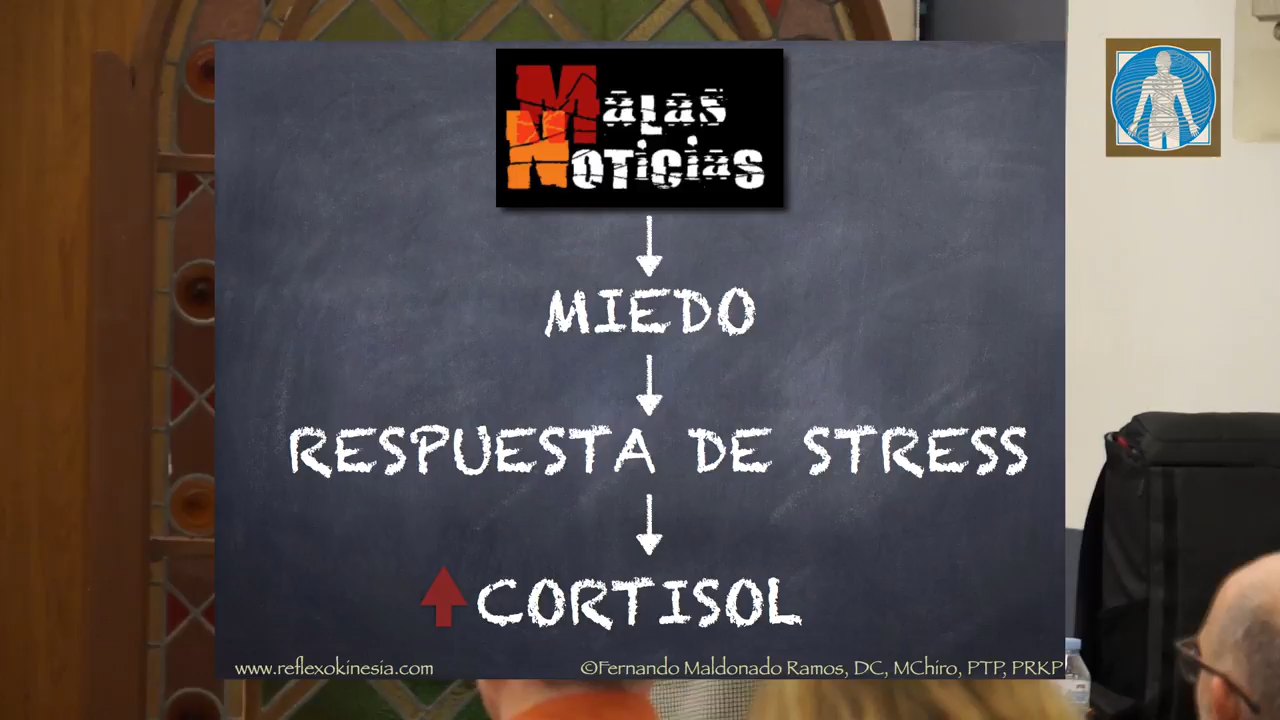 Malas
Noticias
MIEDO
RESPUESTA DE STRESS
CORTISOL
www.reflexokinesia.com
©Fernando Maldonado Ramos, DC, MChiro, PTP, PRKP